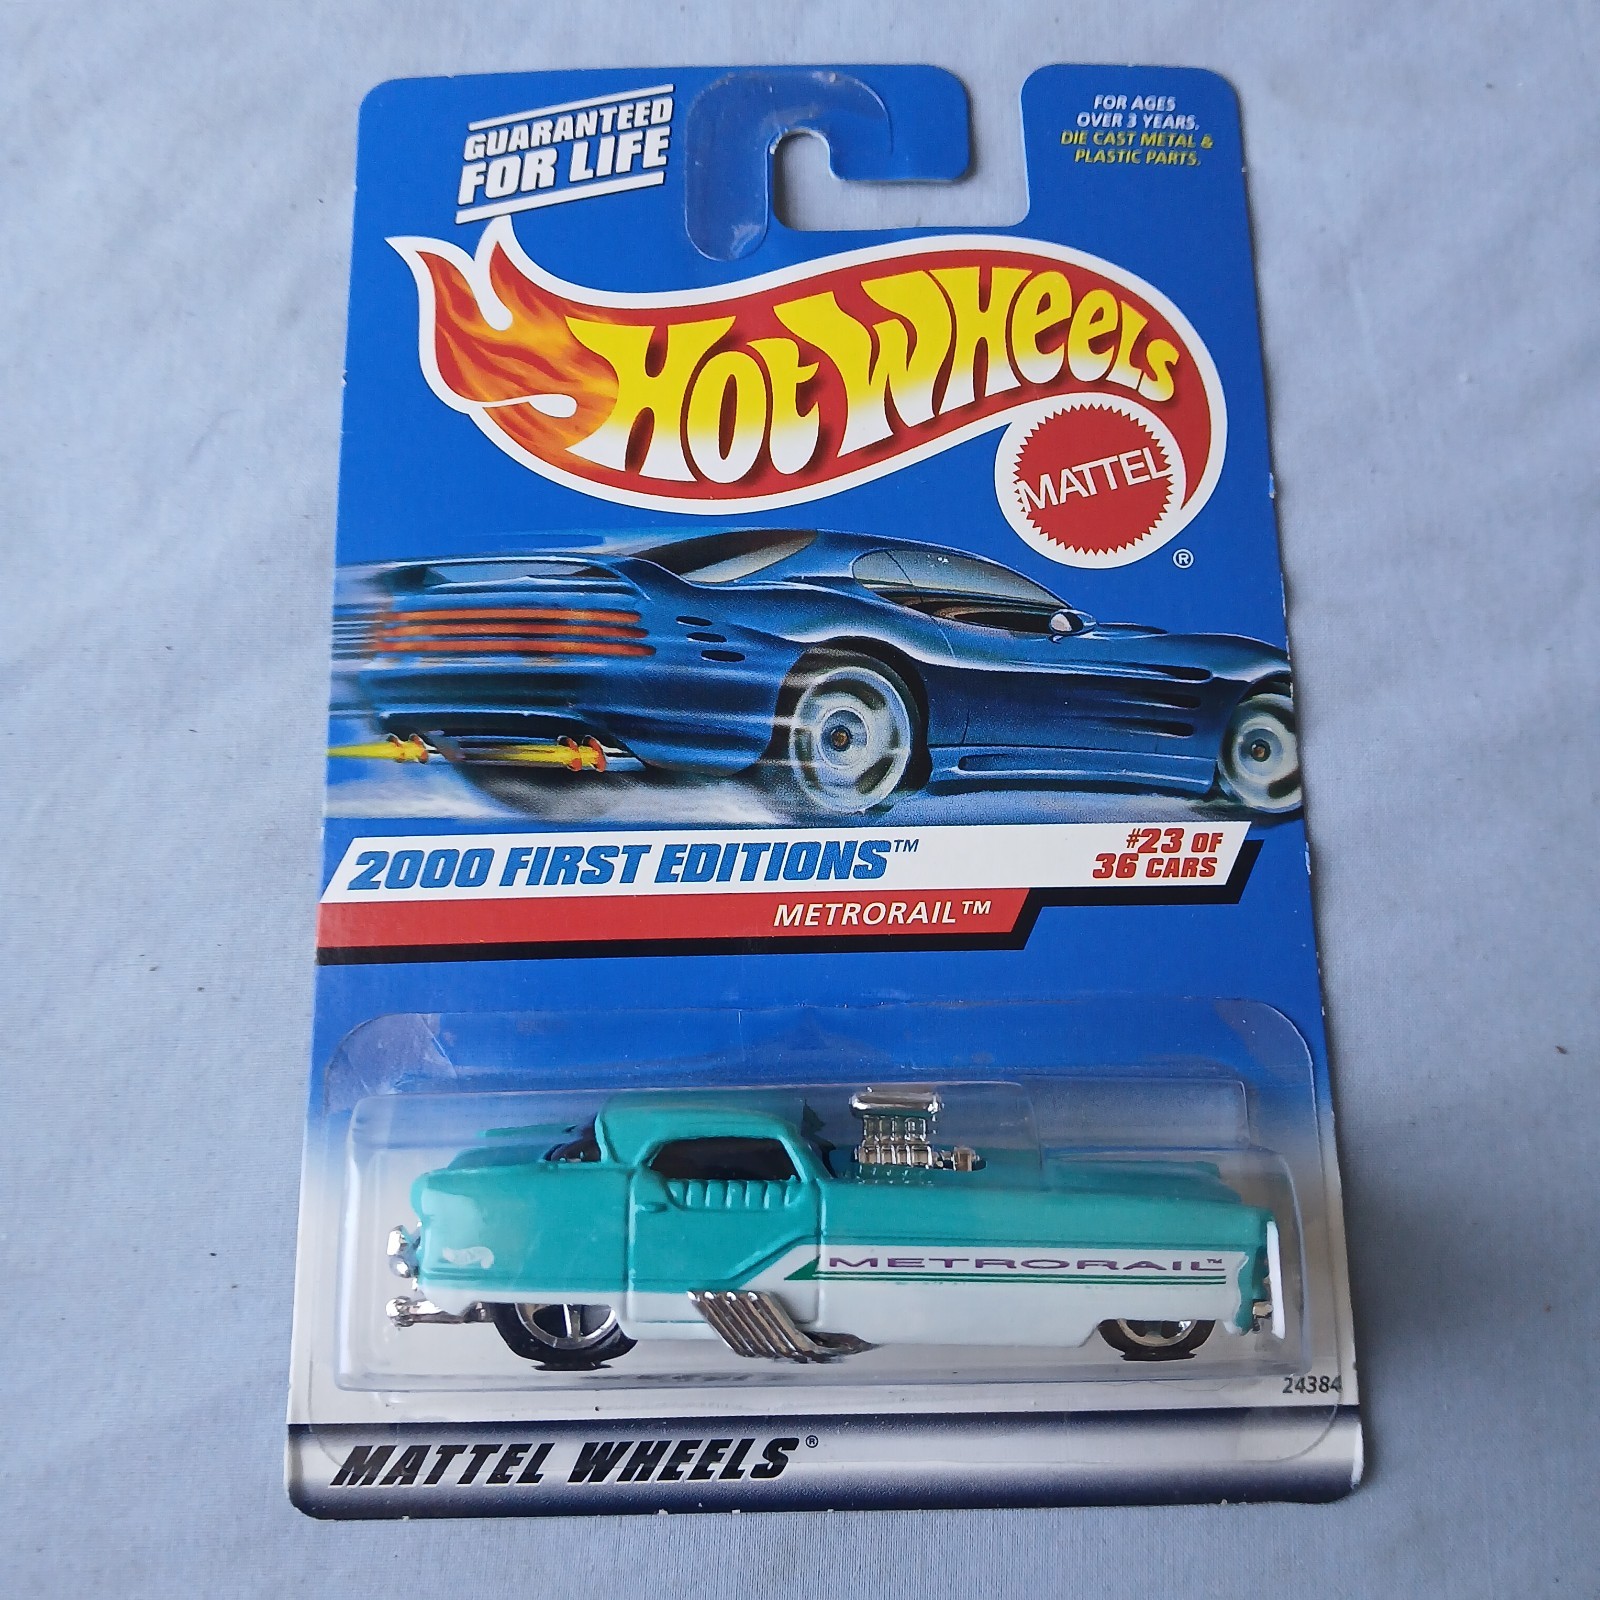 GUARANTEED
FOR LIFE
FOR AGES
OVER 3 YEARS.
DIE CAST METAL &
PLASTIC PARTS.
HOT WHEELS
MATTEL
®
2000 FIRST EDITIONS™
#23 OF
36 CARS
METRORAIL™
METRORAIL™
24384
MATTEL WHEELS®